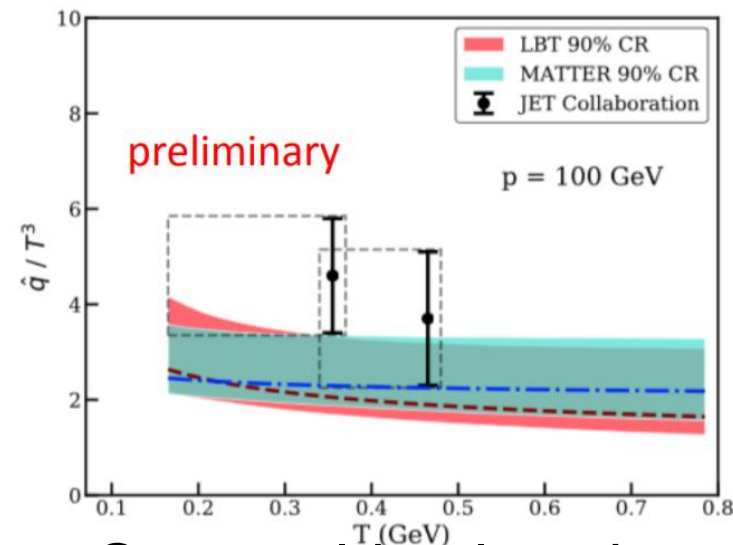 10
8
6
4
2
0
0.1 0.2 0.3 0.4 0.5 0.6 0.7 0.8
T (GeV)
q̂ / T³
LBT 90% CR
MATTER 90% CR
JET Collaboration
preliminary
p = 100 GeV